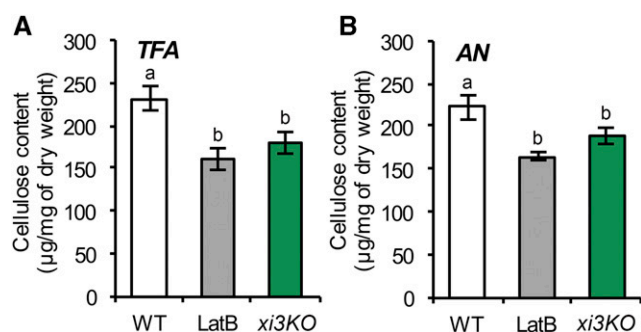 A
TFA
Cellulose content
(µg/mg of dry weight)
300
250
200
150
100
50
0
a
b
b
WT
LatB
xi3KO
B
AN
Cellulose content
(µg/mg of dry weight)
300
250
200
150
100
50
0
a
b
b
WT
LatB
xi3KO